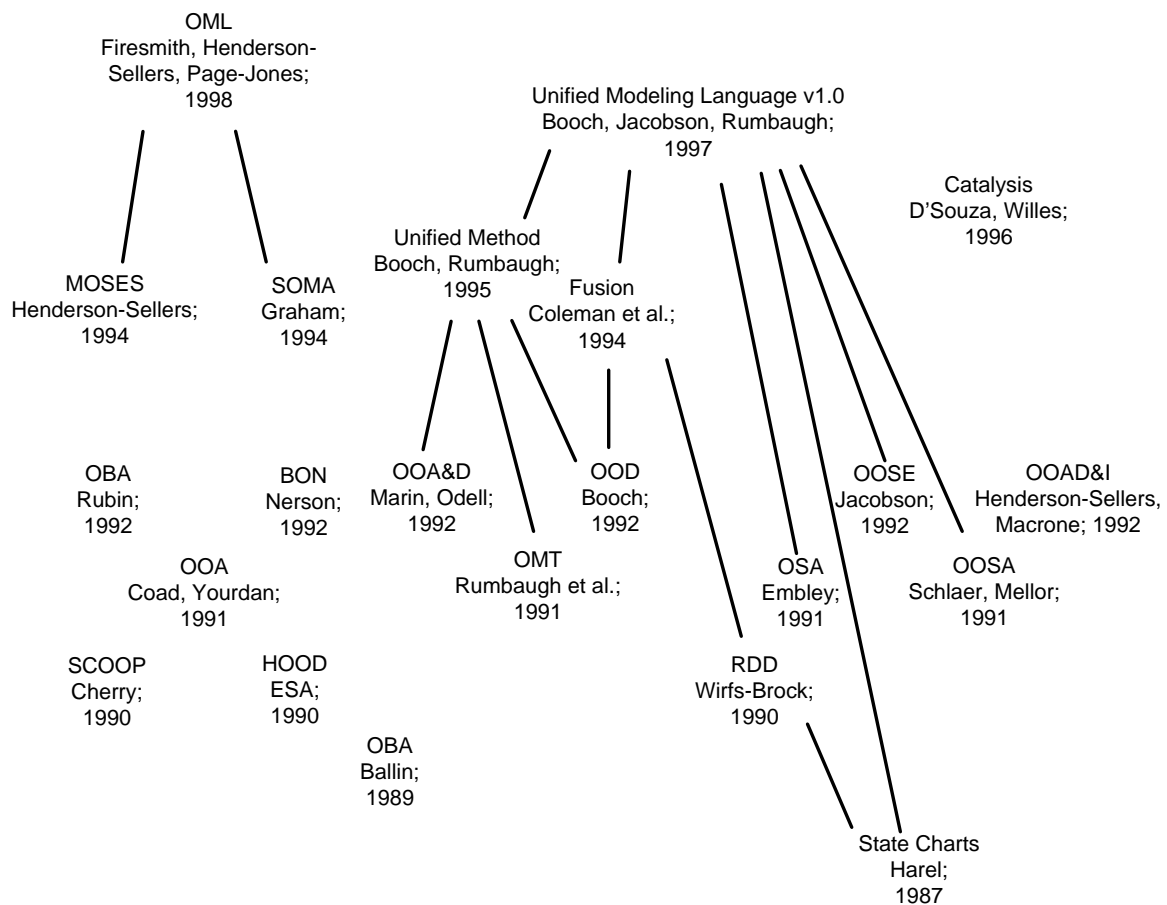 OML
Firesmith, Henderson-
Sellers, Page-Jones;
1998
Unified Modeling Language v1.0
Booch, Jacobson, Rumbaugh;
1997
Catalysis
D'Souza, Willes;
1996
Unified Method
Booch, Rumbaugh;
1995
MOSES
Henderson-Sellers;
1994
SOMA
Graham;
1994
Fusion
Coleman et al.;
1994
OBA
Rubin;
1992
BON
Nerson;
1992
OOA&D
Marin, Odell;
1992
OOD
Booch;
1992
OOSE
Jacobson;
1992
OOAD&I
Henderson-Sellers,
Macrone; 1992
OOA
Coad, Yourdan;
1991
OMT
Rumbaugh et al.;
1991
OSA
Embley;
1991
OOSA
Schlaer, Mellor;
1991
SCOOP
Cherry;
1990
HOOD
ESA;
1990
RDD
Wirfs-Brock;
1990
OBA
Ballin;
1989
State Charts
Harel;
1987